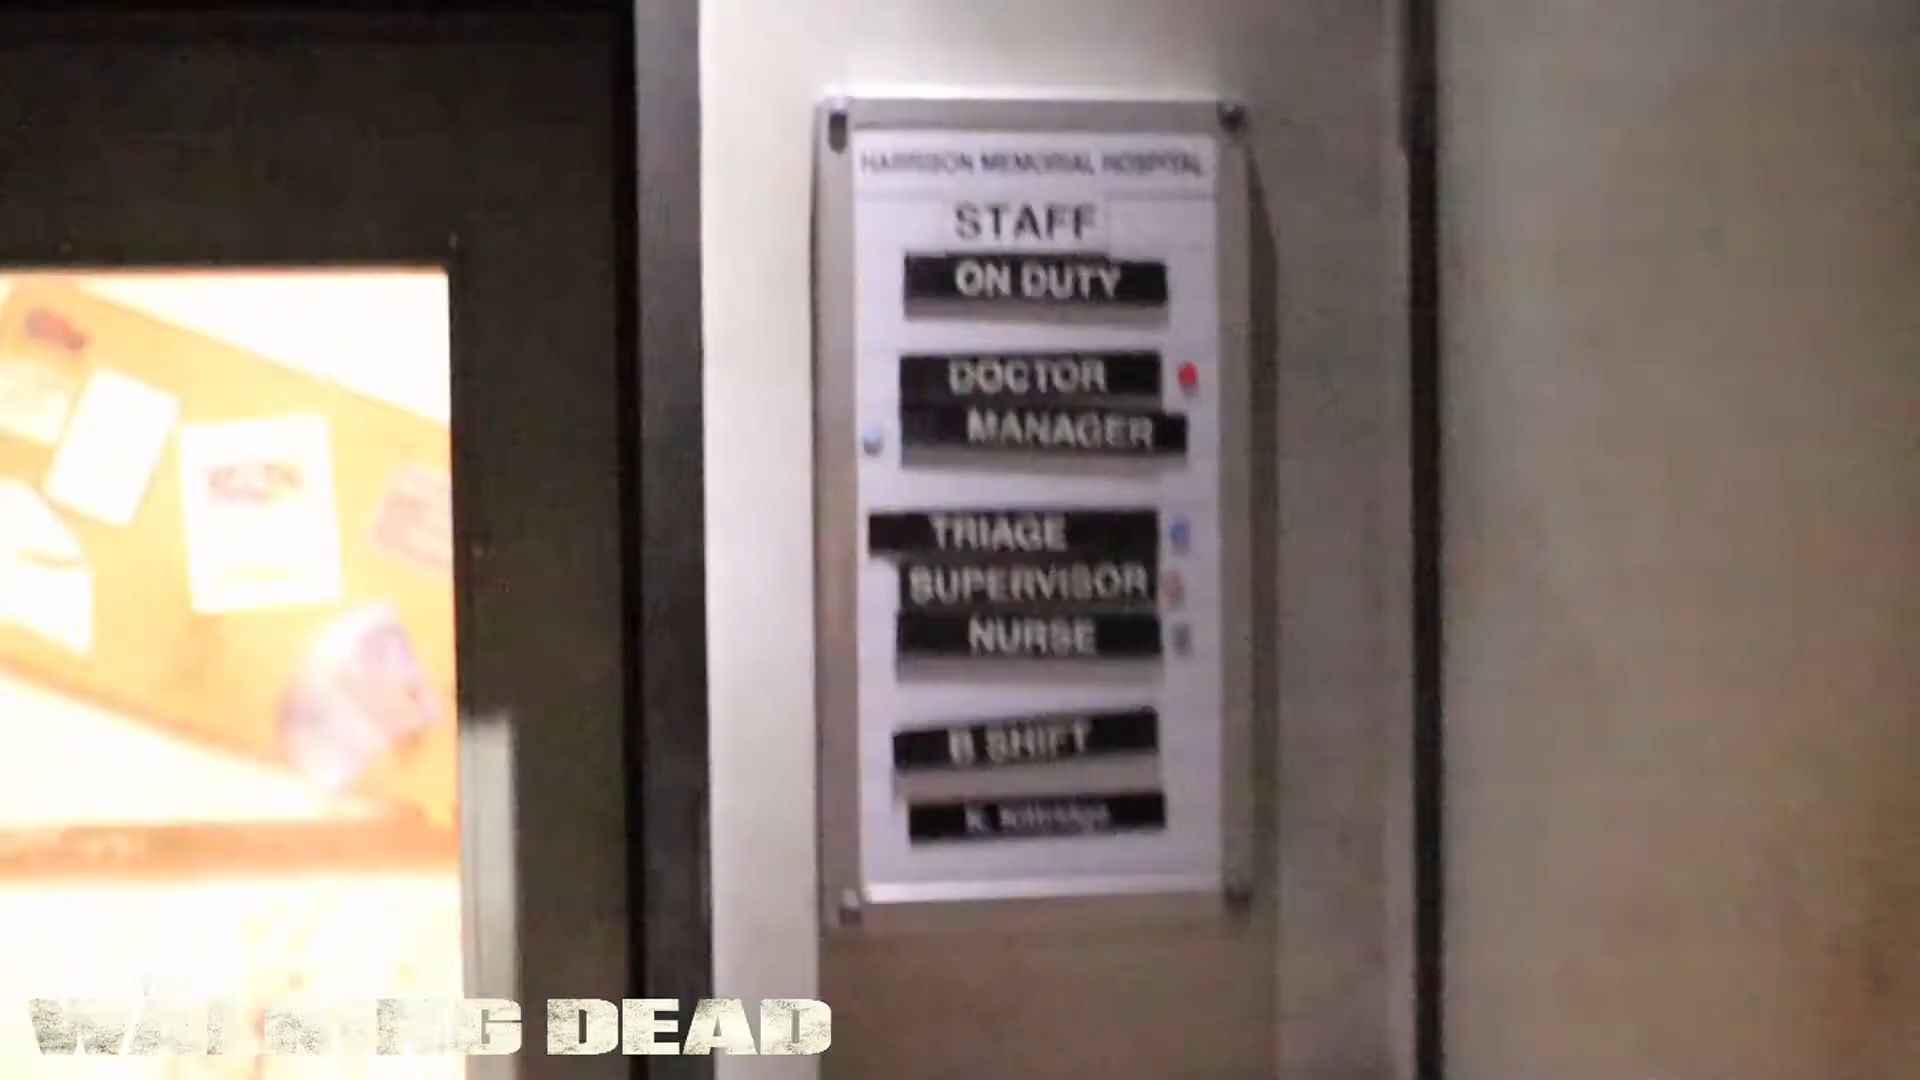 HARRISON MEMORIAL HOSPITAL
STAFF
ON DUTY
DOCTOR
MANAGER
TRIAGE
SUPERVISOR
NURSE
B SHIFT
WALKING DEAD